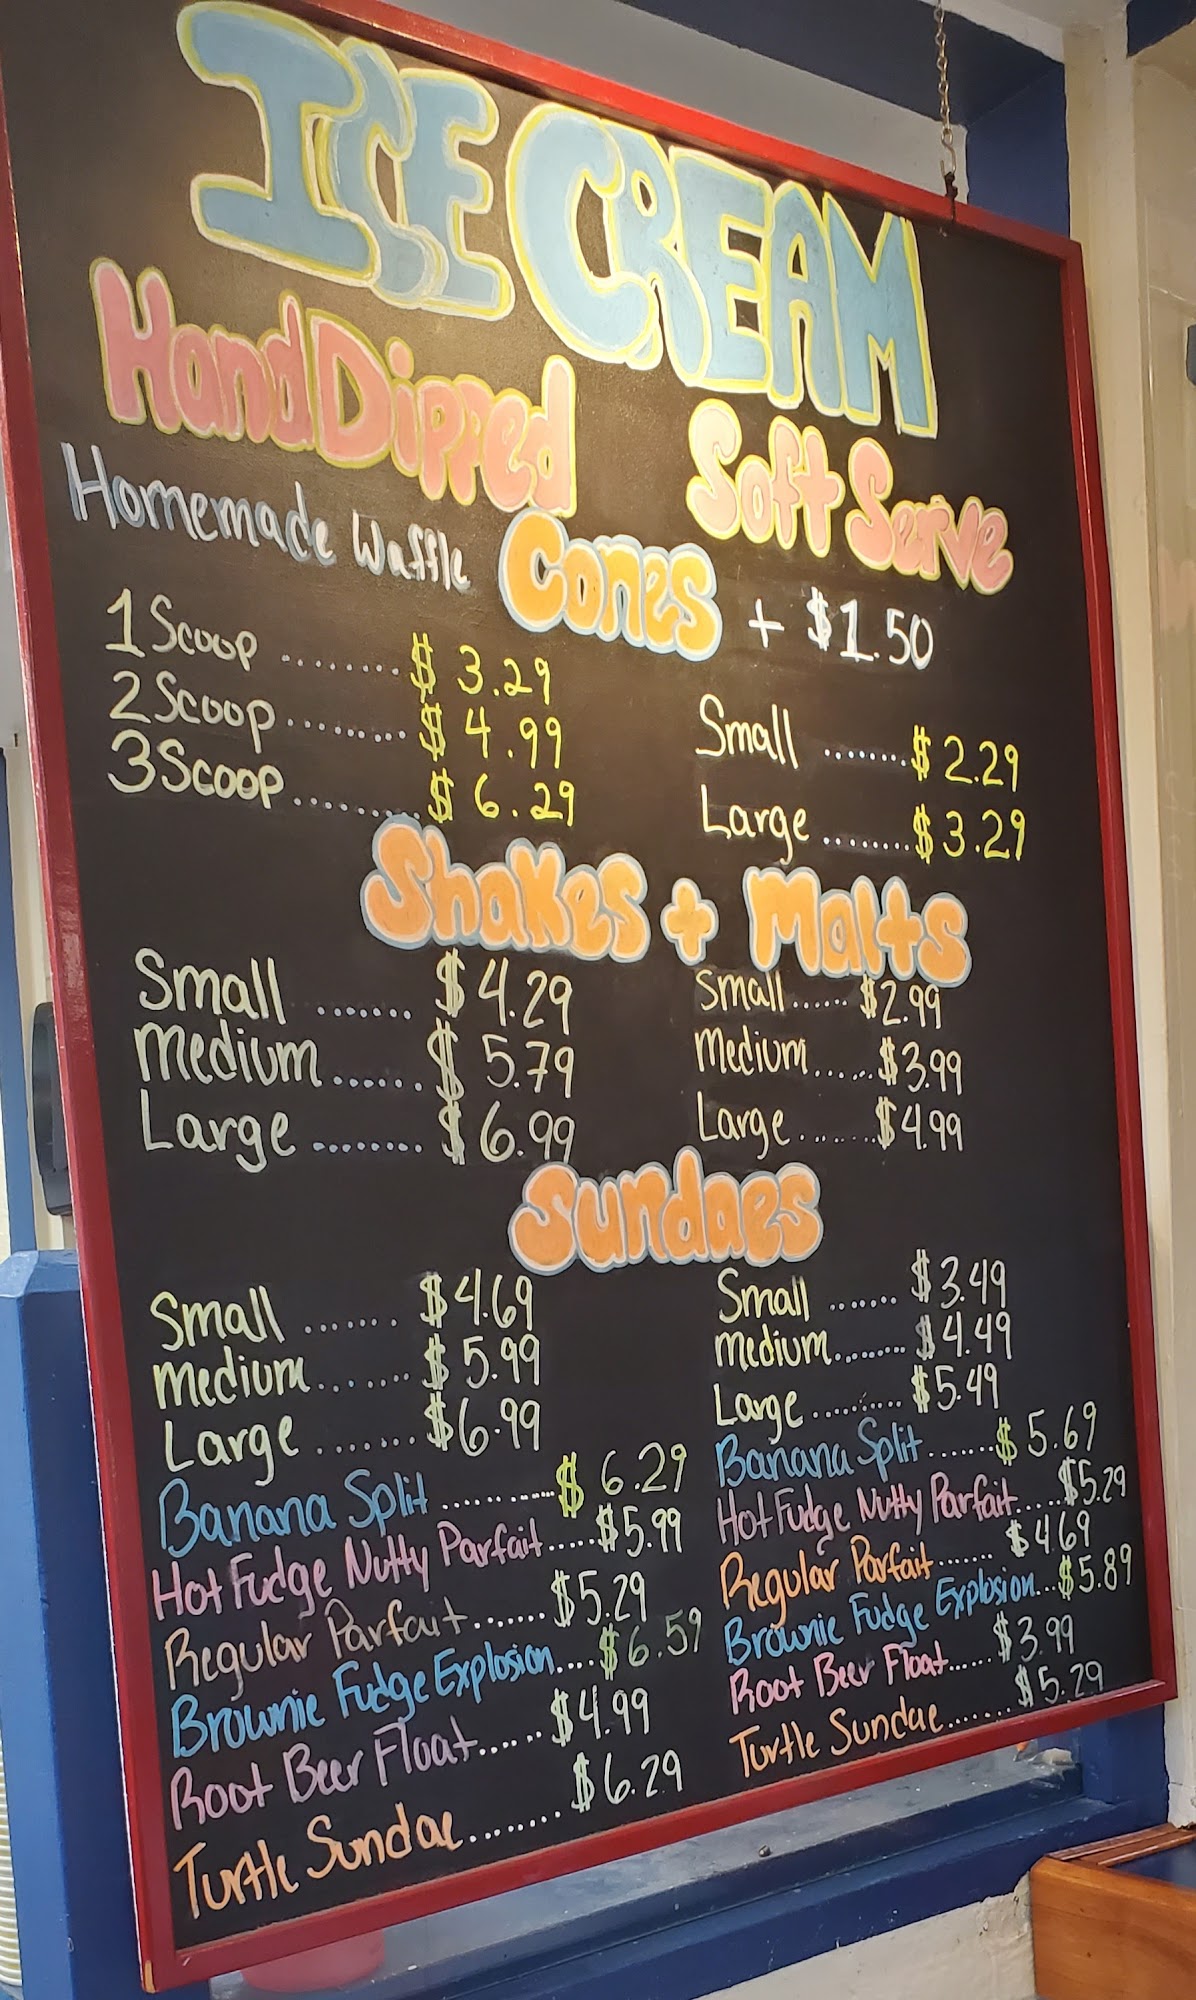 ICE CREAM
Hand Dipped
Soft Serve
Homemade Waffle Cones + $1.50
1 Scoop ........ $ 3.29
2 Scoop ........ $ 4.99
3 Scoop ......... $ 6.29
Small ....... $2.29
Large ........ $3.29
Shakes + Malts
Small ....... $4.29
Medium ...... $ 5.79
Large ........ $6.99
Small ...... $2.99
Medium ...... $3.99
Large ........ $4.99
Sundaes
Small ....... $4.69
Medium ........ $5.99
Large ........ $6.99
Banana Split .......... $ 6.29
Hot Fudge Nutty Parfait ..... $5.99
Regular Parfait ....... $5.29
Brownie Fudge Explosion .... $6.59
Root Beer Float ...... $4.99
Turtle Sundae ........ $6.29
Small ....... $3.49
Medium ........ $4.49
Large .......... $5.49
Banana Split ....... $ 5.69
Hot Fudge Nutty Parfait ..... $5.29
Regular Parfait ....... $4.69
Brownie Fudge Explosion ... $5.89
Root Beer Float ...... $3.99
Turtle Sundae ....... $5.29